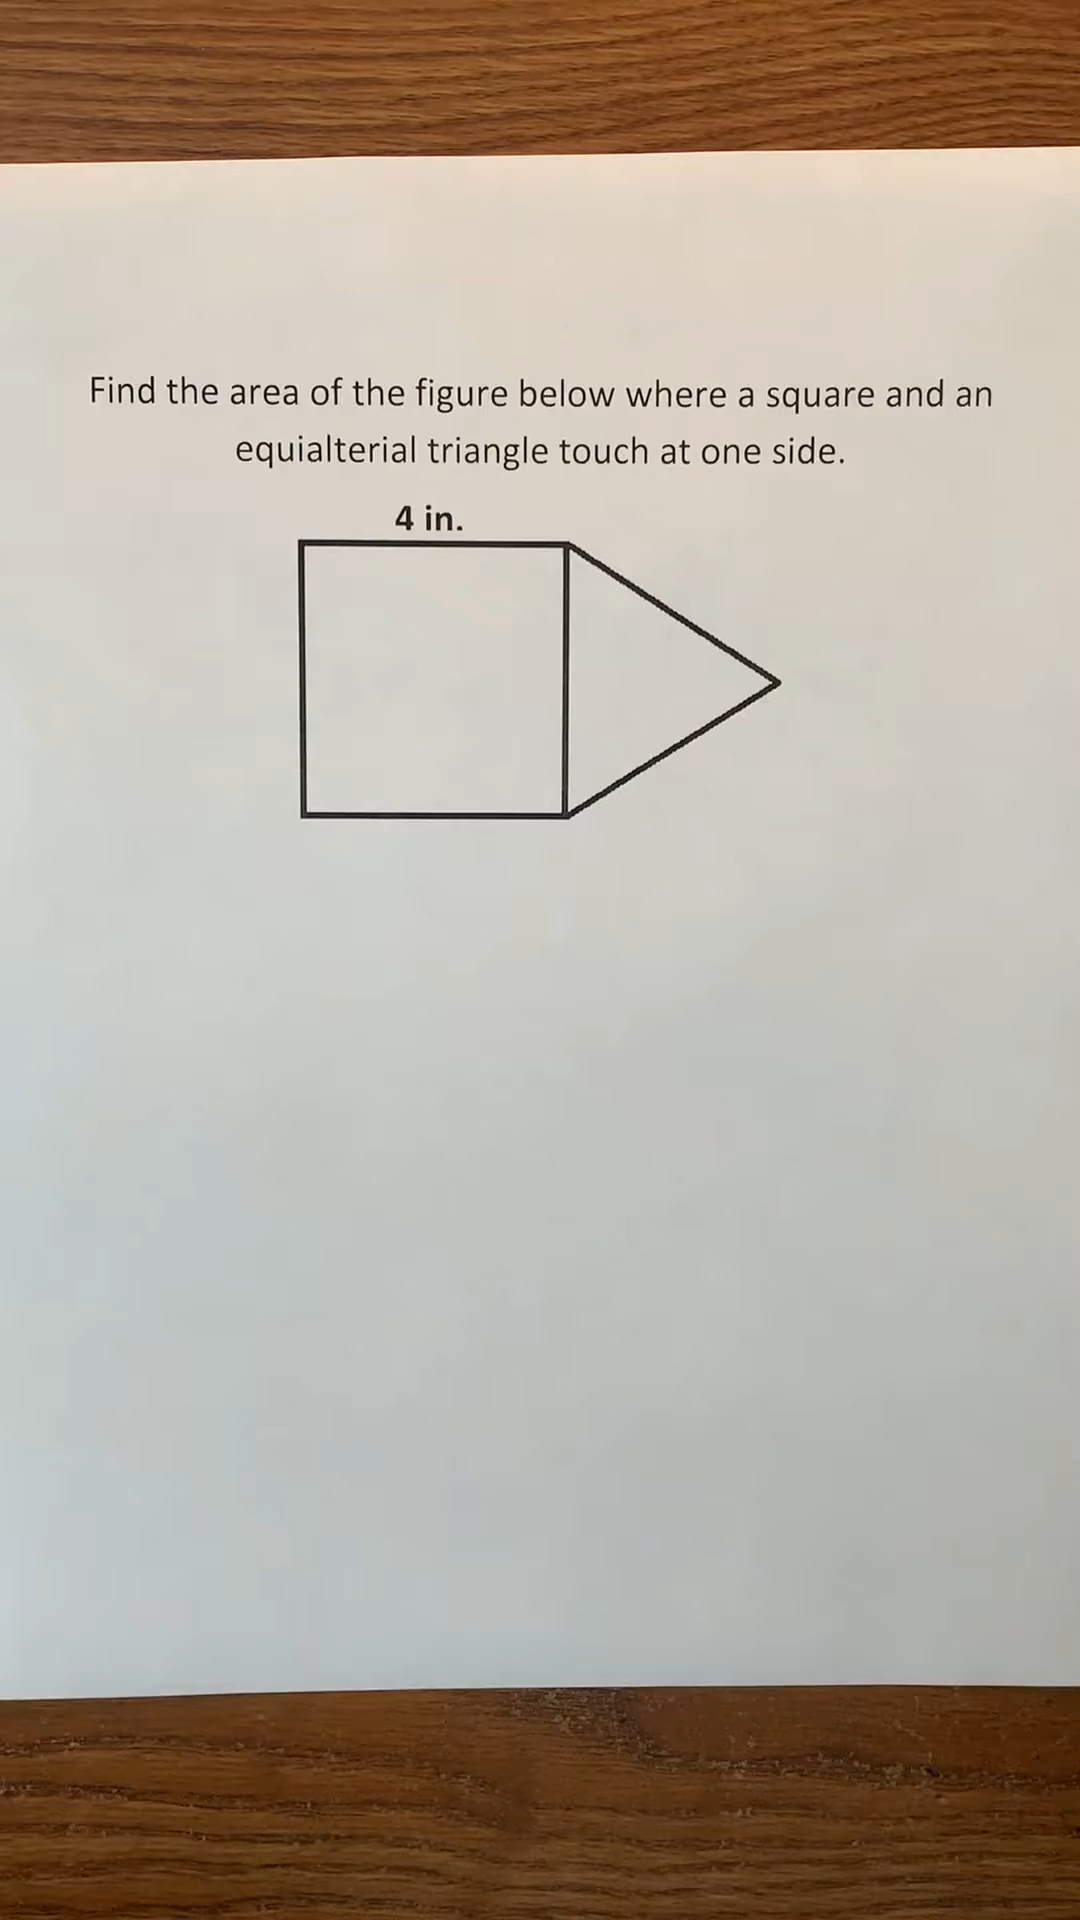 Find the area of the figure below where a square and an
equialterial triangle touch at one side.
4 in.